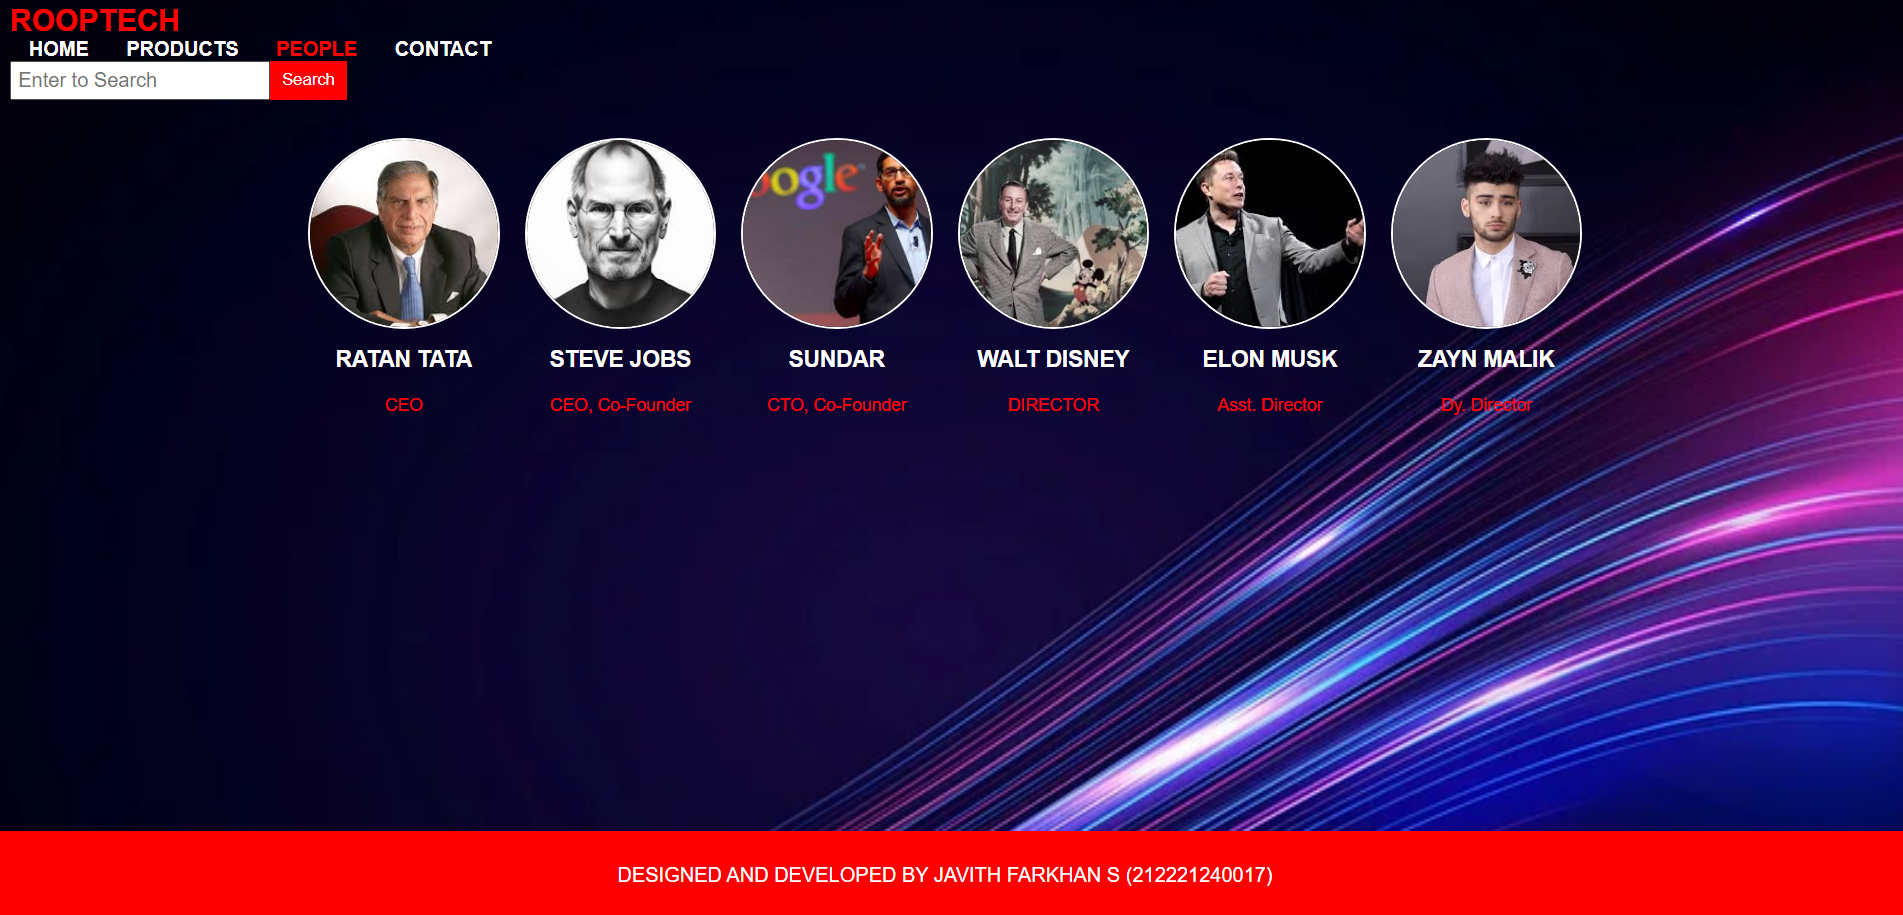 ROOPTECH
HOME PRODUCTS PEOPLE CONTACT
Enter to Search Search
oogle
RATAN TATA STEVE JOBS SUNDAR WALT DISNEY ELON MUSK ZAYN MALIK
CEO CEO, Co-Founder CTO, Co-Founder DIRECTOR Asst. Director Dy. Director
DESIGNED AND DEVELOPED BY JAVITH FARKHAN S (212221240017)